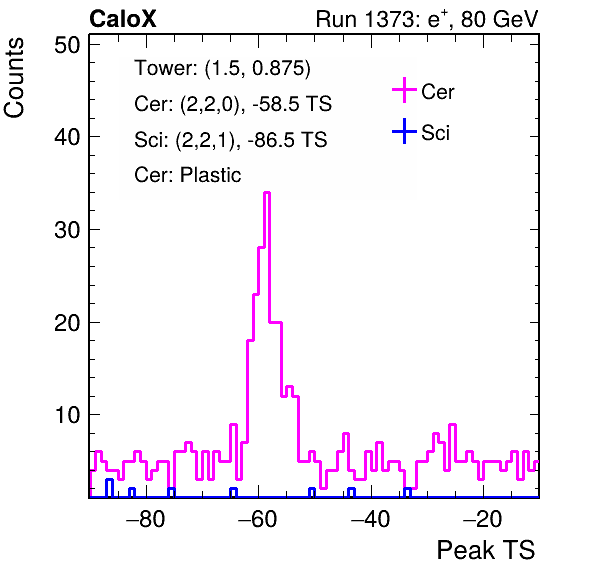 CaloX Run 1373: e⁺, 80 GeV
Counts
50
40
30
20
10
Tower: (1.5, 0.875)
Cer: (2,2,0), -58.5 TS
Sci: (2,2,1), -86.5 TS
Cer: Plastic
Cer
Sci
−80 −60 −40 −20
Peak TS